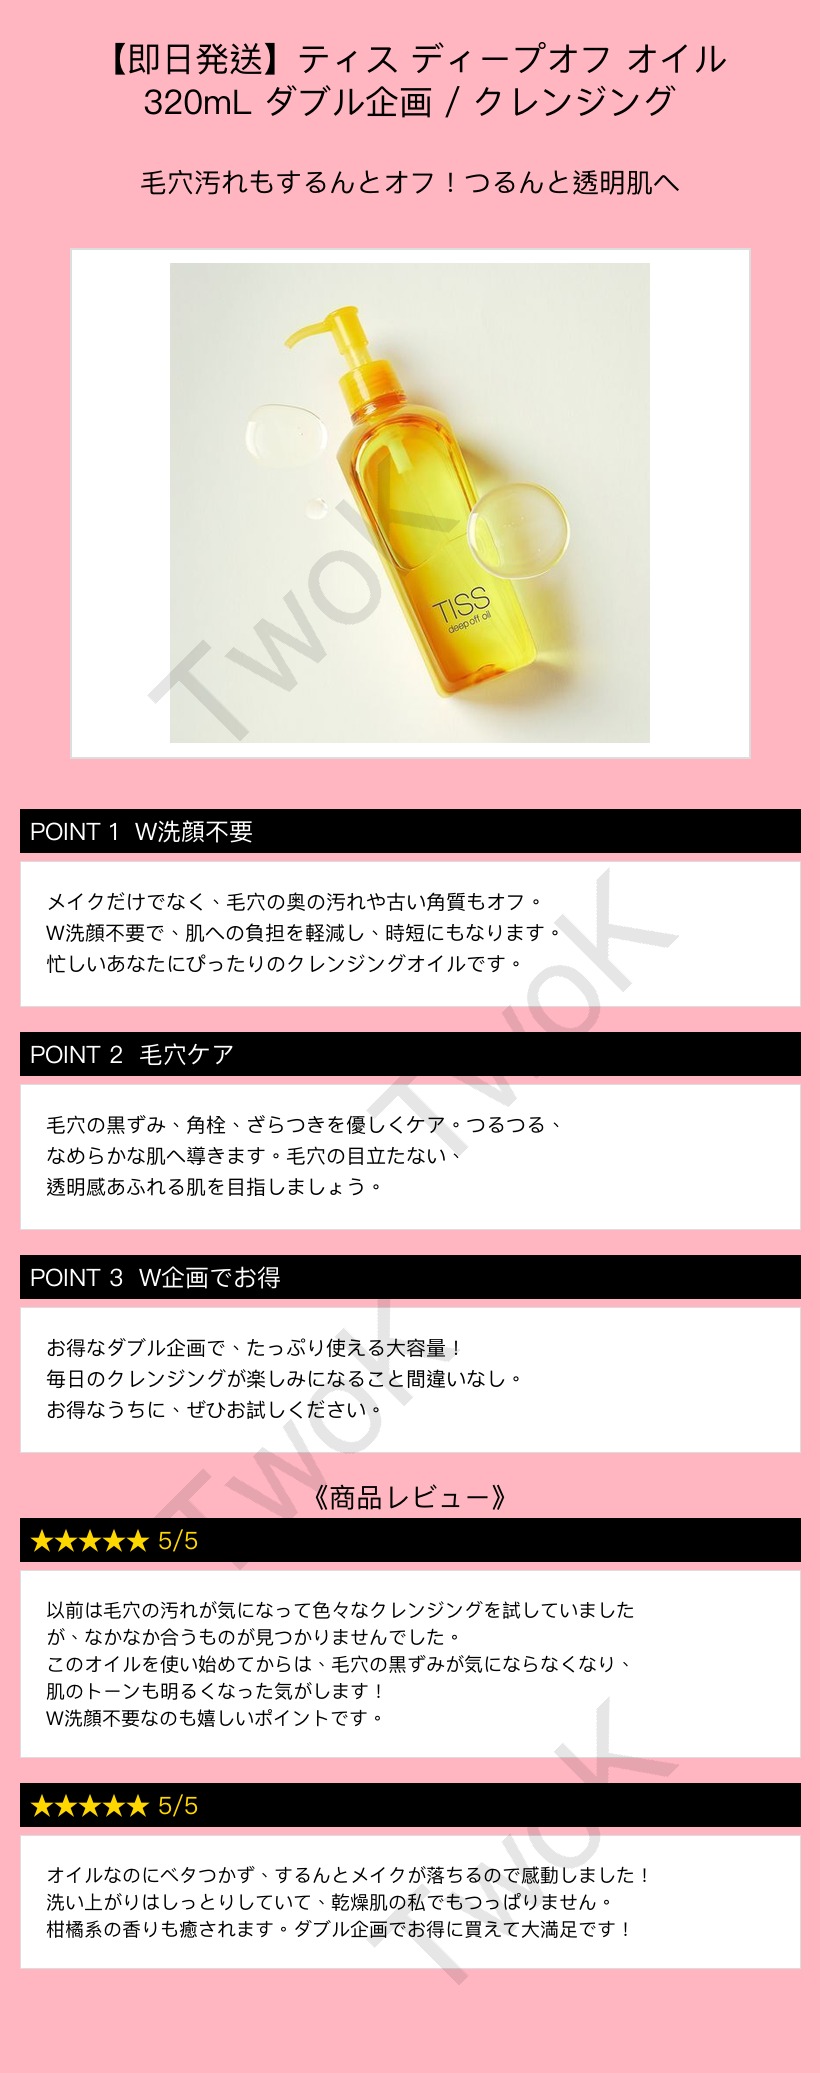 【即日発送】ティス ディープオフ オイル
320mL ダブル企画 / クレンジング
毛穴汚れもするんとオフ！つるんと透明肌へ
TISS
deep off oil
TwoK
POINT 1 W洗顔不要
メイクだけでなく、毛穴の奥の汚れや古い角質もオフ。
W洗顔不要で、肌への負担を軽減し、時短にもなります。
忙しいあなたにぴったりのクレンジングオイルです。
TwoK
POINT 2 毛穴ケア
毛穴の黒ずみ、角栓、ざらつきを優しくケア。つるつる、
なめらかな肌へ導きます。毛穴の目立たない、
透明感あふれる肌を目指しましょう。
POINT 3 W企画でお得
お得なダブル企画で、たっぷり使える大容量！
毎日のクレンジングが楽しみになること間違いなし。
お得なうちに、ぜひお試しください。
TwoK
《商品レビュー》
★★★★★ 5/5
以前は毛穴の汚れが気になって色々なクレンジングを試していました
が、なかなか合うものが見つかりませんでした。
このオイルを使い始めてからは、毛穴の黒ずみが気にならなくなり、
肌のトーンも明るくなった気がします！
W洗顔不要なのも嬉しいポイントです。
★★★★★ 5/5
オイルなのにベタつかず、するんとメイクが落ちるので感動しました！
洗い上がりはしっとりしていて、乾燥肌の私でもつっぱりません。
柑橘系の香りも癒されます。ダブル企画でお得に買えて大満足です！
TwoK